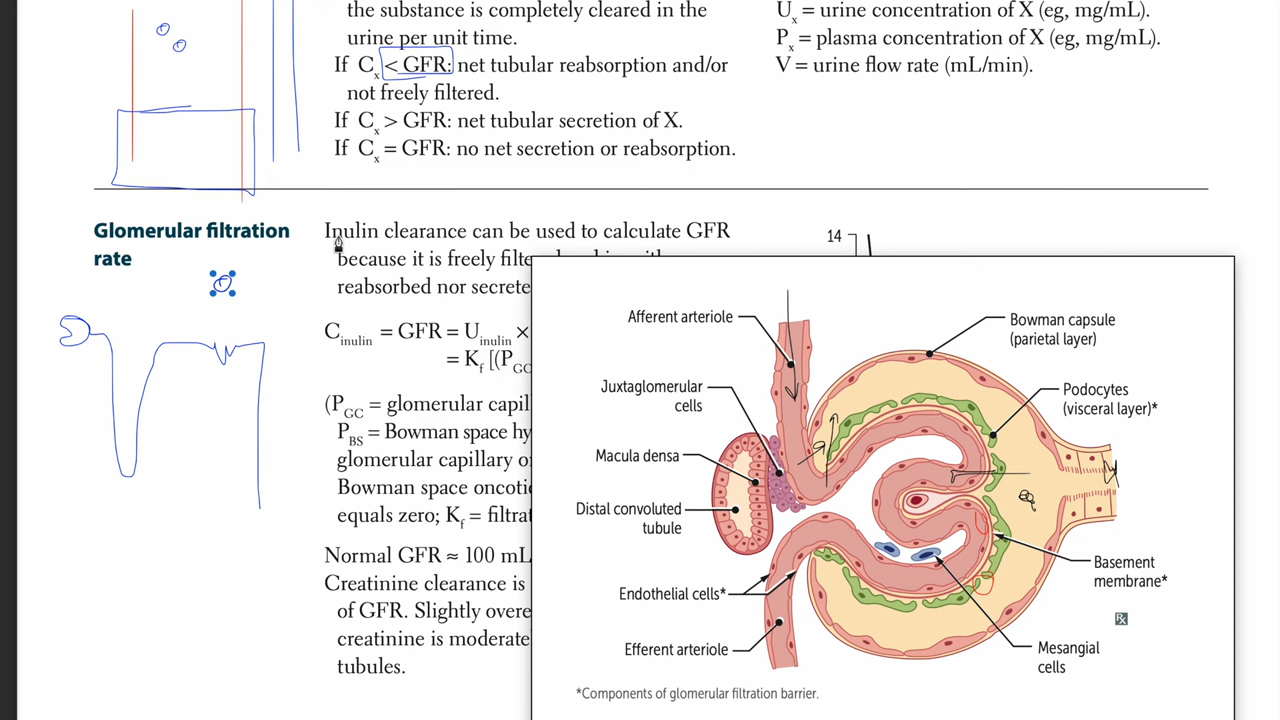 the substance is completely cleared in the
urine per unit time.
If Cₓ < GFR: net tubular reabsorption and/or
not freely filtered.
If Cₓ > GFR: net tubular secretion of X.
If Cₓ = GFR: no net secretion or reabsorption.
Uₓ = urine concentration of X (eg, mg/mL).
Pₓ = plasma concentration of X (eg, mg/mL).
V = urine flow rate (mL/min).
Glomerular filtration
rate
Inulin clearance can be used to calculate GFR
because it is freely filte
reabsorbed nor secrete
C inulin = GFR = U inulin ×
= K f [(P GC
(P GC = glomerular capil
P BS = Bowman space hy
glomerular capillary o
Bowman space oncoti
equals zero; K f = filtrat
Normal GFR ≈ 100 mL
Creatinine clearance is
of GFR. Slightly overe
creatinine is moderate
tubules.
14
Afferent arteriole
Juxtaglomerular
cells
Macula densa
Distal convoluted
tubule
Endothelial cells*
Efferent arteriole
Bowman capsule
(parietal layer)
Podocytes
(visceral layer)*
Basement
membrane*
Mesangial
cells
Rx
*Components of glomerular filtration barrier.